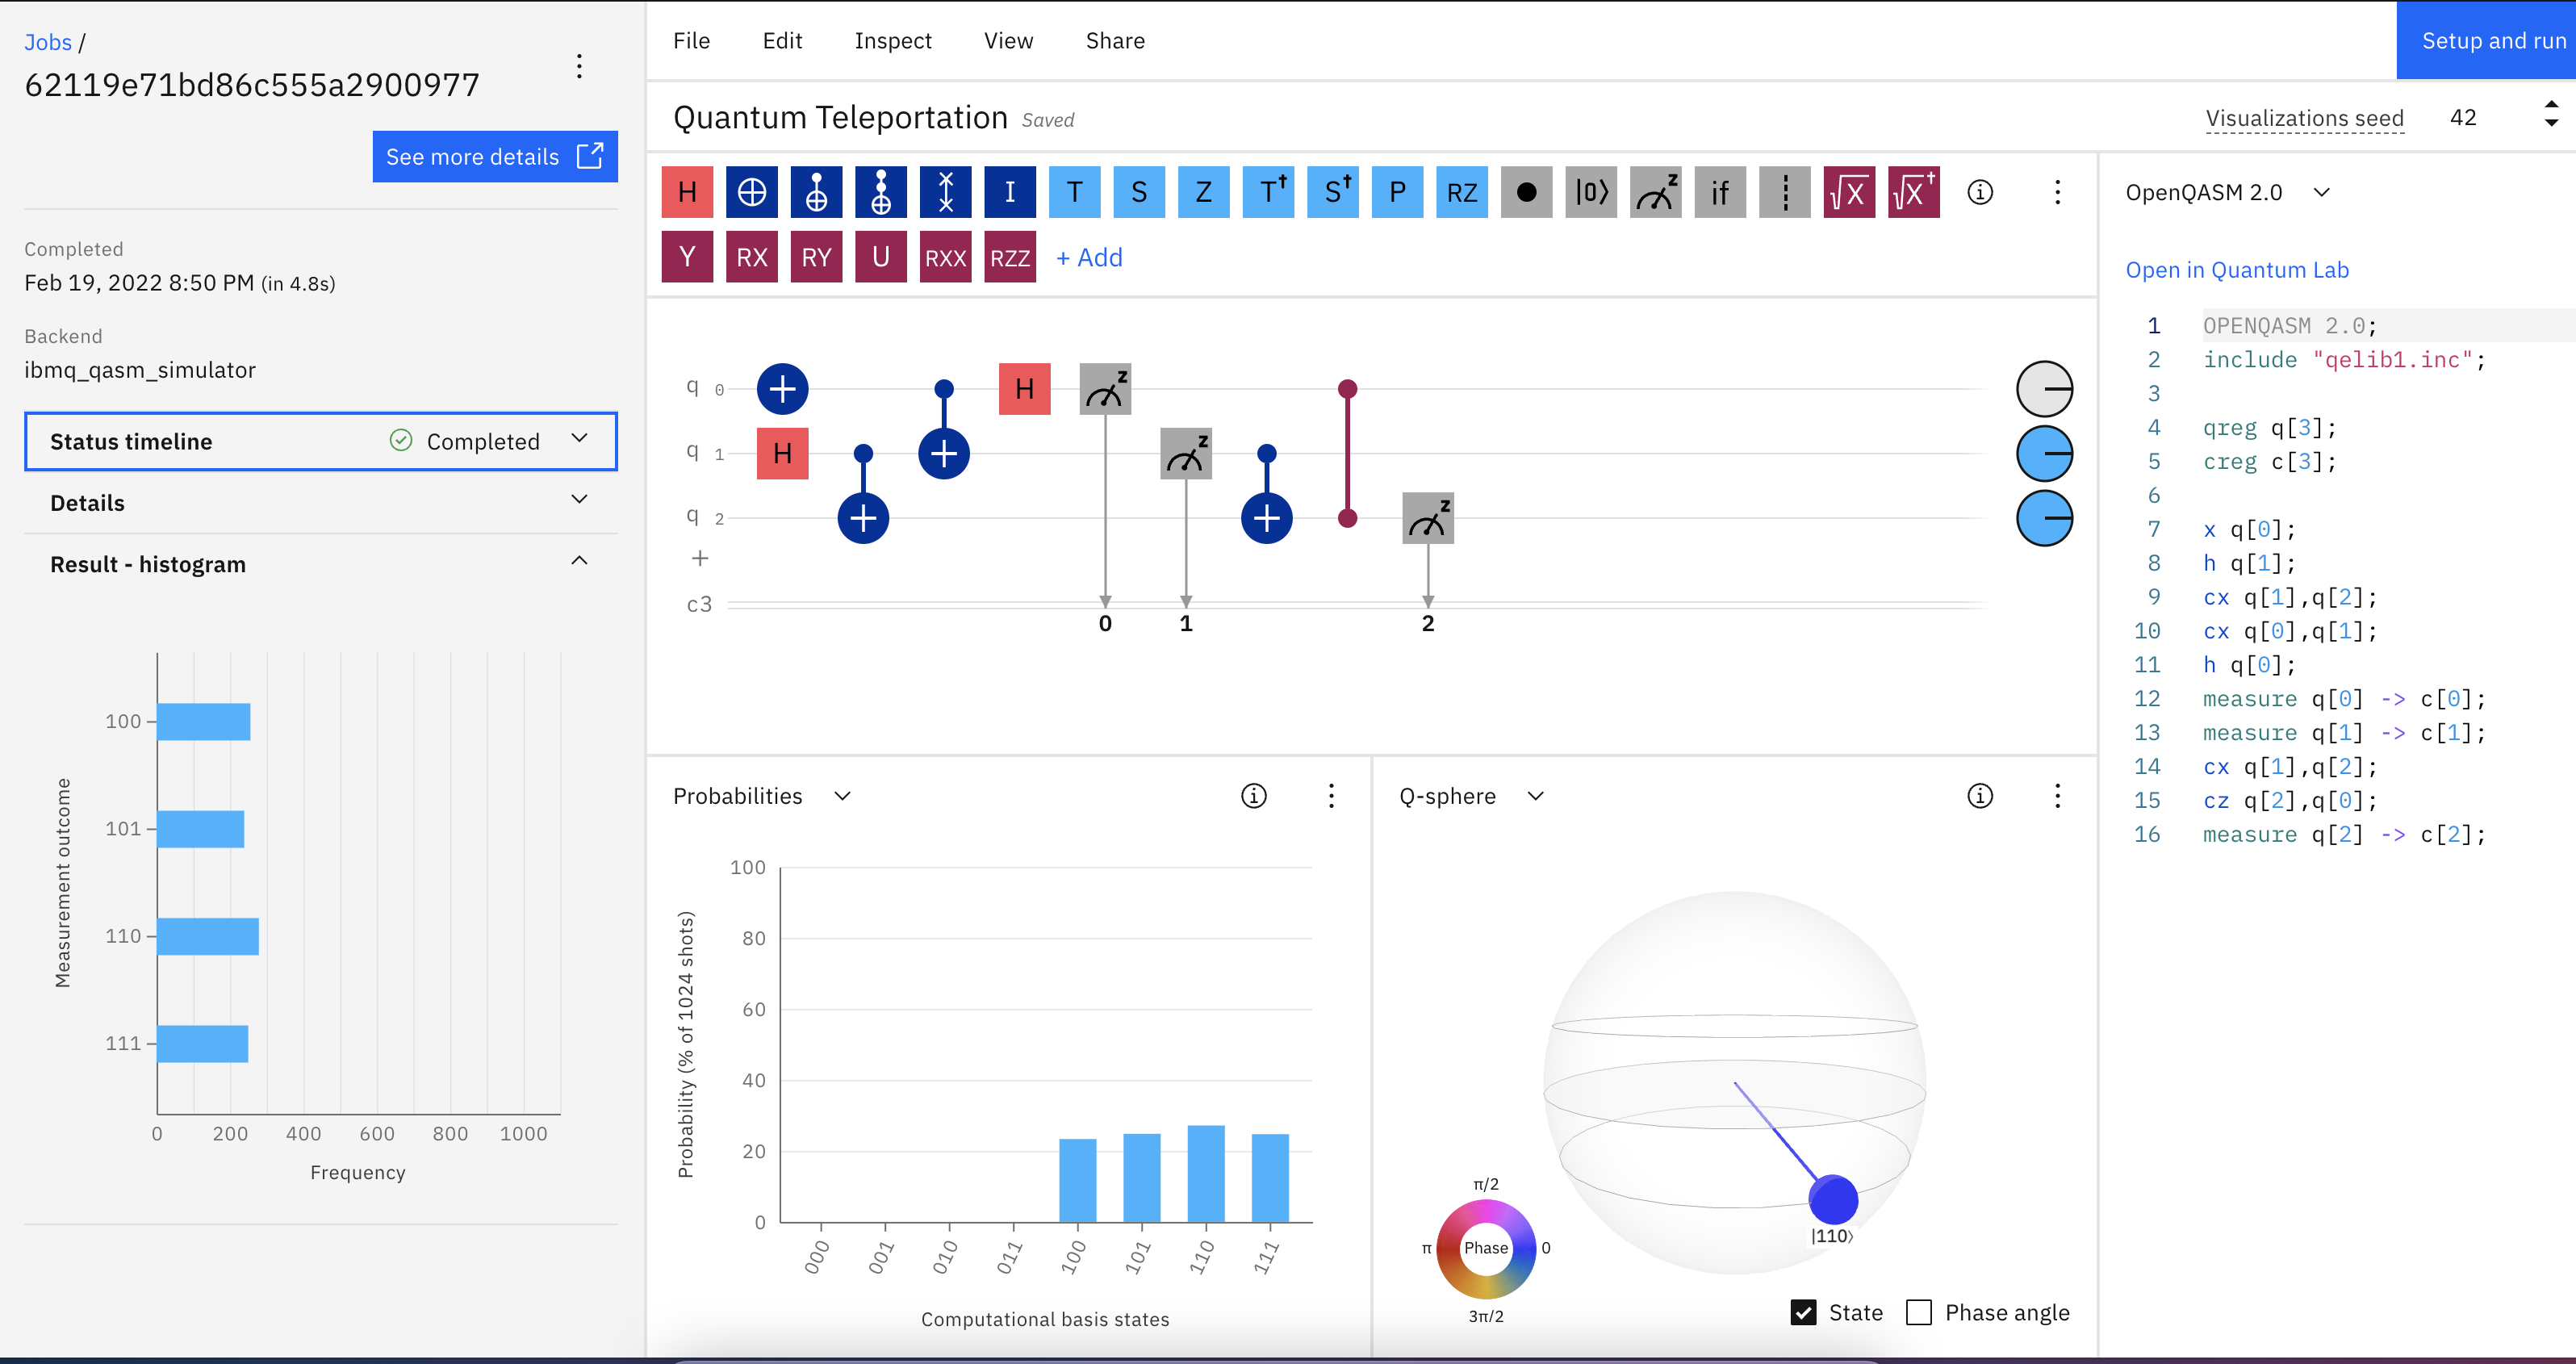 Jobs /
62119e71bd86c555a2900977
See more details
Completed
Feb 19, 2022 8:50 PM (in 4.8s)
Backend
ibmq_qasm_simulator
Status timeline Completed
Details
Result - histogram
Measurement outcome
100
101
110
111
0 200 400 600 800 1000
Frequency
File Edit Inspect View Share
Setup and run
Quantum Teleportation Saved
Visualizations seed 42
H I T S Z T† S† P RZ |0⟩ z if √X √X†
Y RX RY U RXX RZZ + Add
q 0 H z
q 1 H z
q 2 z
+
c3
0 1 2
Probabilities
Probability (% of 1024 shots)
100
80
60
40
20
0
000 001 010 011 100 101 110 111
Computational basis states
Q-sphere
|110⟩
π/2
π Phase 0
3π/2
State Phase angle
OpenQASM 2.0
Open in Quantum Lab
1 OPENQASM 2.0;
2 include "qelib1.inc";
3
4 qreg q[3];
5 creg c[3];
6
7 x q[0];
8 h q[1];
9 cx q[1],q[2];
10 cx q[0],q[1];
11 h q[0];
12 measure q[0] -> c[0];
13 measure q[1] -> c[1];
14 cx q[1],q[2];
15 cz q[2],q[0];
16 measure q[2] -> c[2];